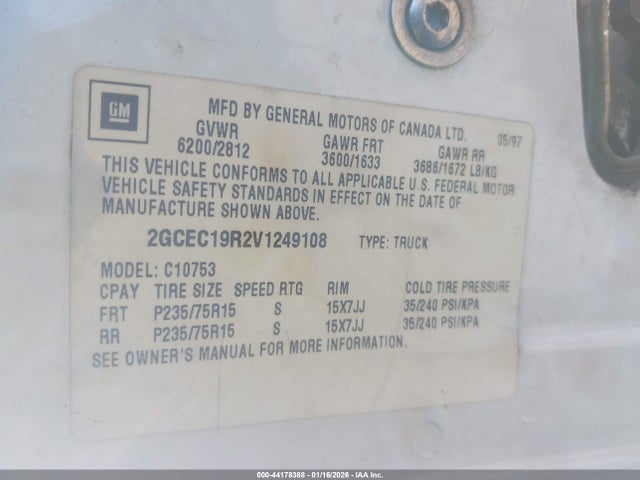 GM
MFD BY GENERAL MOTORS OF CANADA LTD. 05/97
GVWR GAWR FRT GAWR RR
6200/2812 3600/1633 3686/1672 LB/KG
THIS VEHICLE CONFORMS TO ALL APPLICABLE U.S. FEDERAL MOTOR
VEHICLE SAFETY STANDARDS IN EFFECT ON THE DATE OF
MANUFACTURE SHOWN ABOVE.
2GCEC19R2V1249108 TYPE: TRUCK
MODEL: C10753
CPAY TIRE SIZE SPEED RTG RIM COLD TIRE PRESSURE
FRT P235/75R15 S 15X7JJ 35/240 PSI/KPA
RR P235/75R15 S 15X7JJ 35/240 PSI/KPA
SEE OWNER'S MANUAL FOR MORE INFORMATION.
000-44178388 - 01/16/2026 - IAA Inc.